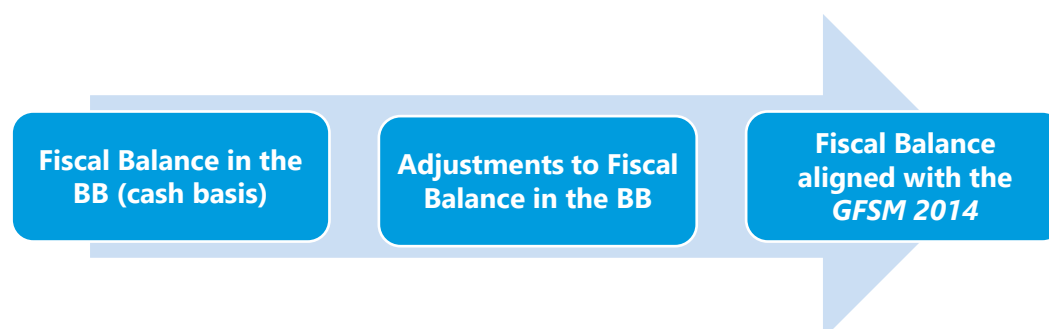 Fiscal Balance in the
BB (cash basis)
Adjustments to Fiscal
Balance in the BB
Fiscal Balance
aligned with the
GFSM 2014